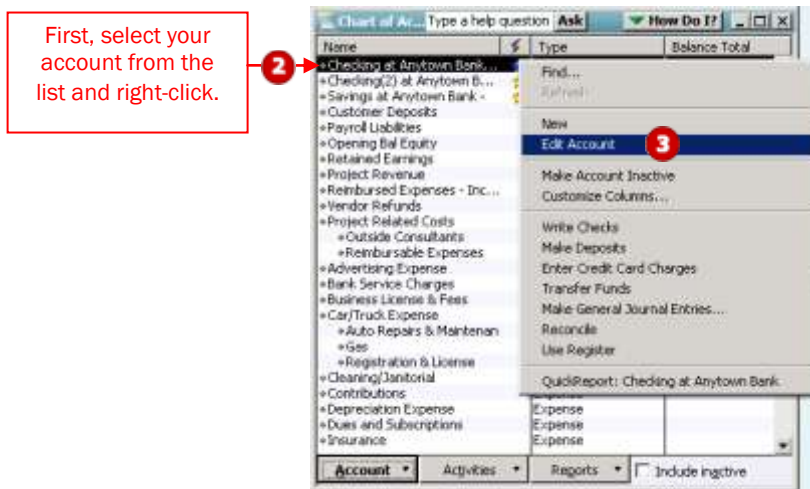 First, select your
account from the
list and right-click.
2
Chart of Ac... Type a help question Ask How Do I?
Name Type Balance Total
Checking at Anytown Bank...
Checking(2) at Anytown B...
Savings at Anytown Bank -
Customer Deposits
Payroll Liabilities
Opening Bal Equity
Retained Earnings
Project Revenue
Reimbursed Expenses - Inc...
Vendor Refunds
Project Related Costs
Outside Consultants
Reimbursable Expenses
Advertising Expense
Bank Service Charges
Business License & Fees
Car/Truck Expense
Auto Repairs & Maintenan
Gas
Registration & License
Cleaning/Janitorial
Contributions
Depreciation Expense Expense
Dues and Subscriptions Expense
Insurance Expense
Find...
Refresh
New
Edit Account 3
Make Account Inactive
Customize Columns...
Write Checks
Make Deposits
Enter Credit Card Charges
Transfer Funds
Make General Journal Entries...
Reconcile
Use Register
QuickReport: Checking at Anytown Bank
Account Activities Reports Include inactive